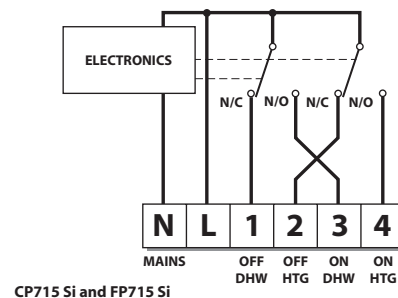 ELECTRONICS
N/C N/O N/C N/O
N L 1 2 3 4
MAINS OFF OFF ON ON
DHW HTG DHW HTG
CP715 Si and FP715 Si